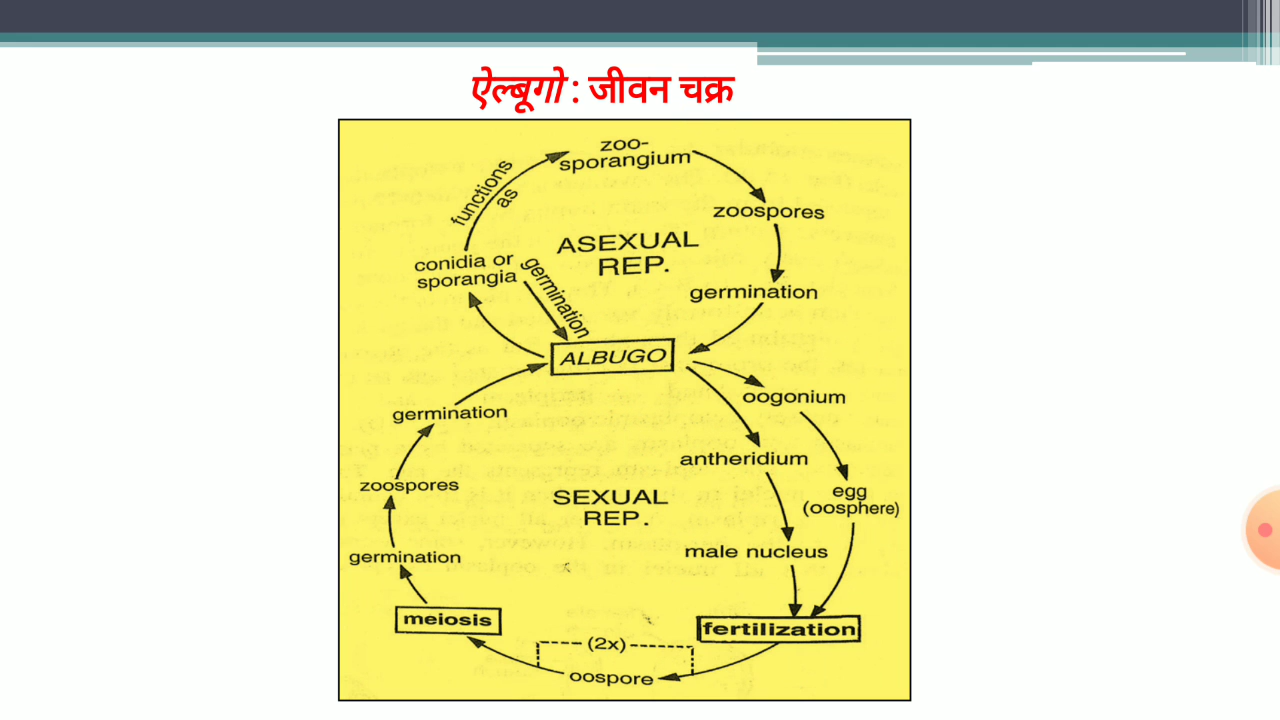 ऐल्बूगो : जीवन चक्र
zoo-
sporangium
functions
as
zoospores
ASEXUAL
REP.
conidia or
sporangia
germination
germination
ALBUGO
oogonium
germination
antheridium
zoospores
egg
(oosphere)
SEXUAL
REP.
male nucleus
germination
meiosis
fertilization
(2x)
oospore